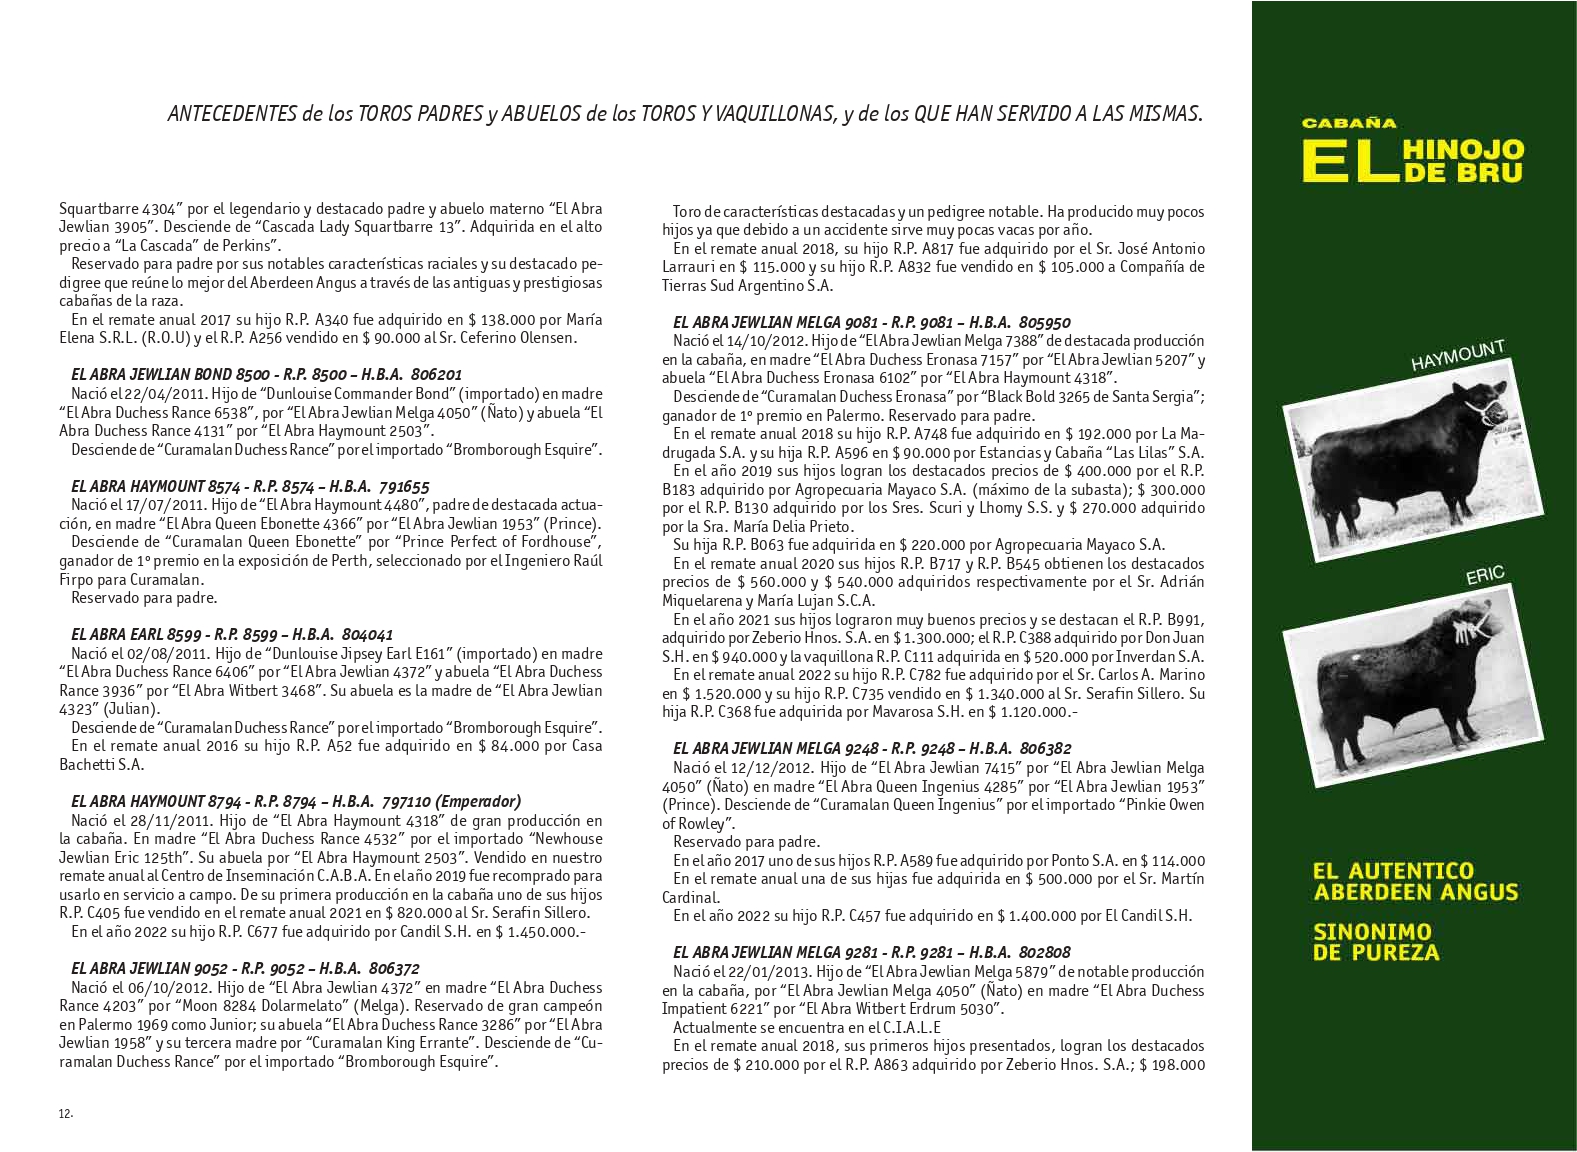 ANTECEDENTES de los TOROS PADRES y ABUELOS de los TOROS Y VAQUILLONAS, y de los QUE HAN SERVIDO A LAS MISMAS.
Squartbarre 4304” por el legendario y destacado padre y abuelo materno “El Abra
Jewlian 3905”. Desciende de “Cascada Lady Squartbarre 13”. Adquirida en el alto
precio a “La Cascada” de Perkins”.
Reservado para padre por sus notables características raciales y su destacado pe-
digree que reúne lo mejor del Aberdeen Angus a través de las antiguas y prestigiosas
cabañas de la raza.
En el remate anual 2017 su hijo R.P. A340 fue adquirido en $ 138.000 por María
Elena S.R.L. (R.O.U) y el R.P. A256 vendido en $ 90.000 al Sr. Ceferino Olensen.
EL ABRA JEWLIAN BOND 8500 - R.P. 8500 – H.B.A. 806201
Nació el 22/04/2011. Hijo de “Dunlouise Commander Bond” (importado) en madre
“El Abra Duchess Rance 6538”, por “El Abra Jewlian Melga 4050” (Ñato) y abuela “El
Abra Duchess Rance 4131” por “El Abra Haymount 2503”.
Desciende de “Curamalan Duchess Rance” por el importado “Bromborough Esquire”.
EL ABRA HAYMOUNT 8574 - R.P. 8574 – H.B.A. 791655
Nació el 17/07/2011. Hijo de “El Abra Haymount 4480”, padre de destacada actua-
ción, en madre “El Abra Queen Ebonette 4366” por “El Abra Jewlian 1953” (Prince).
Desciende de “Curamalan Queen Ebonette” por “Prince Perfect of Fordhouse”,
ganador de 1º premio en la exposición de Perth, seleccionado por el Ingeniero Raúl
Firpo para Curamalan.
Reservado para padre.
EL ABRA EARL 8599 - R.P. 8599 – H.B.A. 804041
Nació el 02/08/2011. Hijo de “Dunlouise Jipsey Earl E161” (importado) en madre
“El Abra Duchess Rance 6406” por “El Abra Jewlian 4372” y abuela “El Abra Duchess
Rance 3936” por “El Abra Witbert 3468”. Su abuela es la madre de “El Abra Jewlian
4323” (Julian).
Desciende de “Curamalan Duchess Rance” por el importado “Bromborough Esquire”.
En el remate anual 2016 su hijo R.P. A52 fue adquirido en $ 84.000 por Casa
Bachetti S.A.
EL ABRA HAYMOUNT 8794 - R.P. 8794 – H.B.A. 797110 (Emperador)
Nació el 28/11/2011. Hijo de “El Abra Haymount 4318” de gran producción en
la cabaña. En madre “El Abra Duchess Rance 4532” por el importado “Newhouse
Jewlian Eric 125th”. Su abuela por “El Abra Haymount 2503”. Vendido en nuestro
remate anual al Centro de Inseminación C.A.B.A. En el año 2019 fue recomprado para
usarlo en servicio a campo. De su primera producción en la cabaña uno de sus hijos
R.P. C405 fue vendido en el remate anual 2021 en $ 820.000 al Sr. Serafin Sillero.
En el año 2022 su hijo R.P. C677 fue adquirido por Candil S.H. en $ 1.450.000.-
EL ABRA JEWLIAN 9052 - R.P. 9052 – H.B.A. 806372
Nació el 06/10/2012. Hijo de “El Abra Jewlian 4372” en madre “El Abra Duchess
Rance 4203” por “Moon 8284 Dolarmelato” (Melga). Reservado de gran campeón
en Palermo 1969 como Junior; su abuela “El Abra Duchess Rance 3286” por “El Abra
Jewlian 1958” y su tercera madre por “Curamalan King Errante”. Desciende de “Cu-
ramalan Duchess Rance” por el importado “Bromborough Esquire”.
12.
Toro de características destacadas y un pedigree notable. Ha producido muy pocos
hijos ya que debido a un accidente sirve muy pocas vacas por año.
En el remate anual 2018, su hijo R.P. A817 fue adquirido por el Sr. José Antonio
Larrauri en $ 115.000 y su hijo R.P. A832 fue vendido en $ 105.000 a Compañía de
Tierras Sud Argentino S.A.
EL ABRA JEWLIAN MELGA 9081 - R.P. 9081 – H.B.A. 805950
Nació el 14/10/2012. Hijo de “El Abra Jewlian Melga 7388” de destacada producción
en la cabaña, en madre “El Abra Duchess Eronasa 7157” por “El Abra Jewlian 5207” y
abuela “El Abra Duchess Eronasa 6102” por “El Abra Haymount 4318”.
Desciende de “Curamalan Duchess Eronasa” por “Black Bold 3265 de Santa Sergia”;
ganador de 1º premio en Palermo. Reservado para padre.
En el remate anual 2018 su hijo R.P. A748 fue adquirido en $ 192.000 por La Ma-
drugada S.A. y su hija R.P. A596 en $ 90.000 por Estancias y Cabaña “Las Lilas” S.A.
En el año 2019 sus hijos logran los destacados precios de $ 400.000 por el R.P.
B183 adquirido por Agropecuaria Mayaco S.A. (máximo de la subasta); $ 300.000
por el R.P. B130 adquirido por los Sres. Scuri y Lhomy S.S. y $ 270.000 adquirido
por la Sra. María Delia Prieto.
Su hija R.P. B063 fue adquirida en $ 220.000 por Agropecuaria Mayaco S.A.
En el remate anual 2020 sus hijos R.P. B717 y R.P. B545 obtienen los destacados
precios de $ 560.000 y $ 540.000 adquiridos respectivamente por el Sr. Adrián
Miquelarena y María Lujan S.C.A.
En el año 2021 sus hijos lograron muy buenos precios y se destacan el R.P. B991,
adquirido por Zeberio Hnos. S.A. en $ 1.300.000; el R.P. C388 adquirido por Don Juan
S.H. en $ 940.000 y la vaquillona R.P. C111 adquirida en $ 520.000 por Inverdan S.A.
En el remate anual 2022 su hijo R.P. C782 fue adquirido por el Sr. Carlos A. Marino
en $ 1.520.000 y su hijo R.P. C735 vendido en $ 1.340.000 al Sr. Serafin Sillero. Su
hija R.P. C368 fue adquirida por Mavarosa S.H. en $ 1.120.000.-
EL ABRA JEWLIAN MELGA 9248 - R.P. 9248 – H.B.A. 806382
Nació el 12/12/2012. Hijo de “El Abra Jewlian 7415” por “El Abra Jewlian Melga
4050” (Ñato) en madre “El Abra Queen Ingenius 4285” por “El Abra Jewlian 1953”
(Prince). Desciende de “Curamalan Queen Ingenius” por el importado “Pinkie Owen
of Rowley”.
Reservado para padre.
En el año 2017 uno de sus hijos R.P. A589 fue adquirido por Ponto S.A. en $ 114.000
En el remate anual una de sus hijas fue adquirida en $ 500.000 por el Sr. Martín
Cardinal.
En el año 2022 su hijo R.P. C457 fue adquirido en $ 1.400.000 por El Candil S.H.
EL ABRA JEWLIAN MELGA 9281 - R.P. 9281 – H.B.A. 802808
Nació el 22/01/2013. Hijo de “El Abra Jewlian Melga 5879” de notable producción
en la cabaña, por “El Abra Jewlian Melga 4050” (Ñato) en madre “El Abra Duchess
Impatient 6221” por “El Abra Witbert Erdrum 5030”.
Actualmente se encuentra en el C.I.A.L.E
En el remate anual 2018, sus primeros hijos presentados, logran los destacados
precios de $ 210.000 por el R.P. A863 adquirido por Zeberio Hnos. S.A.; $ 198.000
CABAÑA
EL HINOJO
DE BRU
HAYMOUNT
ERIC
EL AUTENTICO
ABERDEEN ANGUS
SINONIMO
DE PUREZA